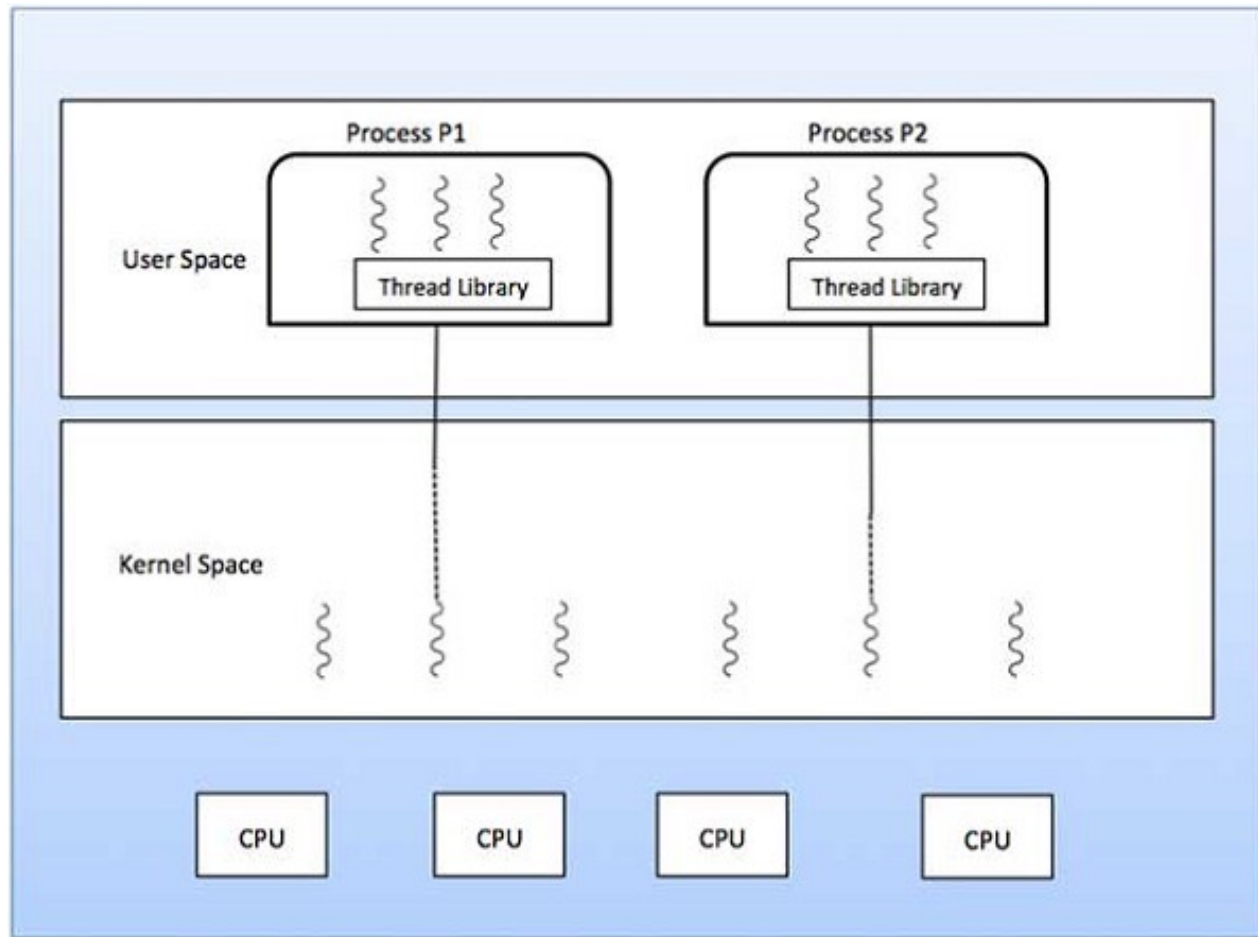 Process P1
Process P2
User Space
Thread Library
Thread Library
Kernel Space
CPU
CPU
CPU
CPU